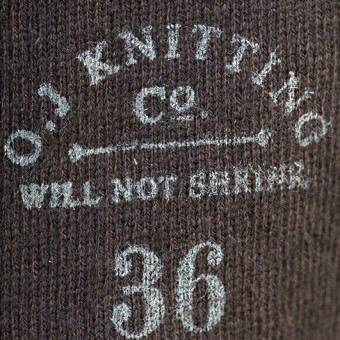 O.J KNITTING
Co.
WILL NOT SHRINK
36